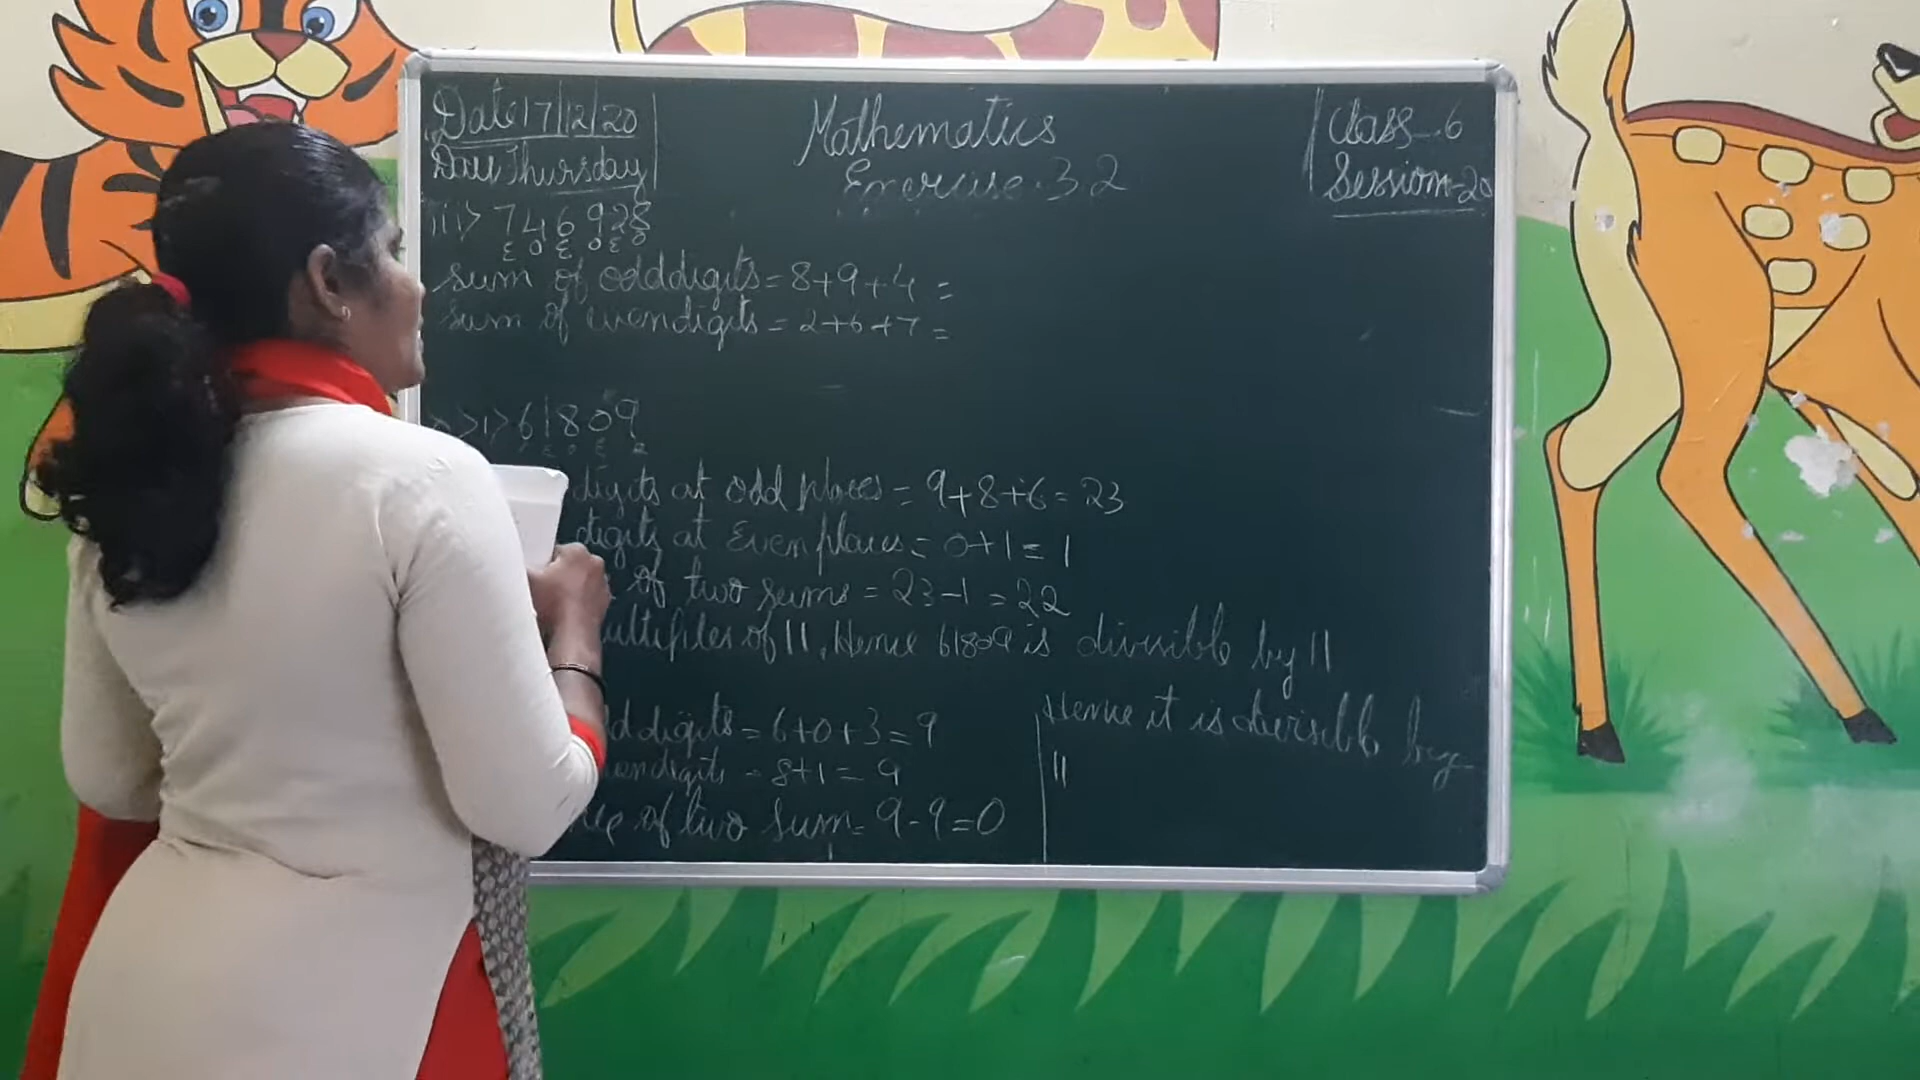 Date 17/12/20
Day Thursday
Mathematics
Exercise. 3.2
Class-6
Session-20
iii> 746928
E O E O E O
sum of odd digits = 8+9+4 =
sum of even digits = 2+6+7 =
>i> 61809
digits at odd places = 9+8+6 = 23
digits at Even places = 0+1 = 1
of two sums = 23-1 = 22
multiples of 11. Hence 61809 is divisible by 11
digits = 6+0+3 = 9
digits = 8+1 = 9
of two sum = 9-9=0
Hence it is divisible by
11